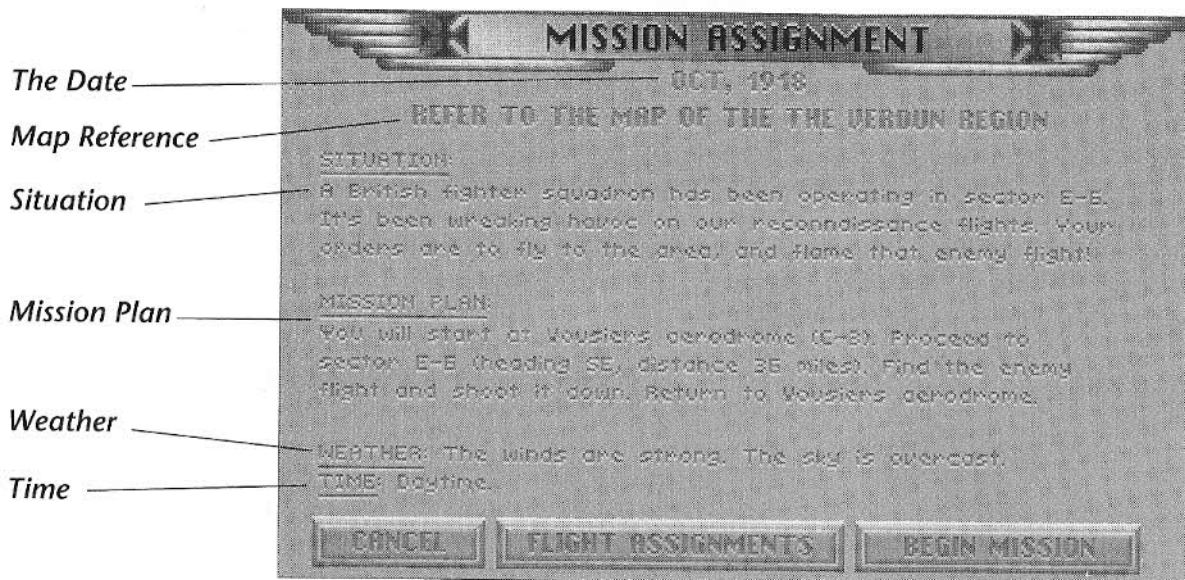 MISSION ASSIGNMENT
The Date
OCT, 1918
Map Reference
REFER TO THE MAP OF THE THE VERDUN REGION
SITUATION:
Situation
A British fighter squadron has been operating in sector E-6.
It's been wreaking havoc on our reconndissance flights. Your
orders are to fly to the area, and flame that enemy flight!
Mission Plan
MISSION PLAN:
You will start at Vousiers aerodrome (C-2). Proceed to
sector E-6 (heading SE, distance 36 miles). Find the enemy
flight and shoot it down. Return to Vousiers aerodrome.
Weather
WEATHER: The winds are strong. The sky is overcast.
Time
TIME: Daytime.
CANCEL
FLIGHT ASSIGNMENTS
BEGIN MISSION